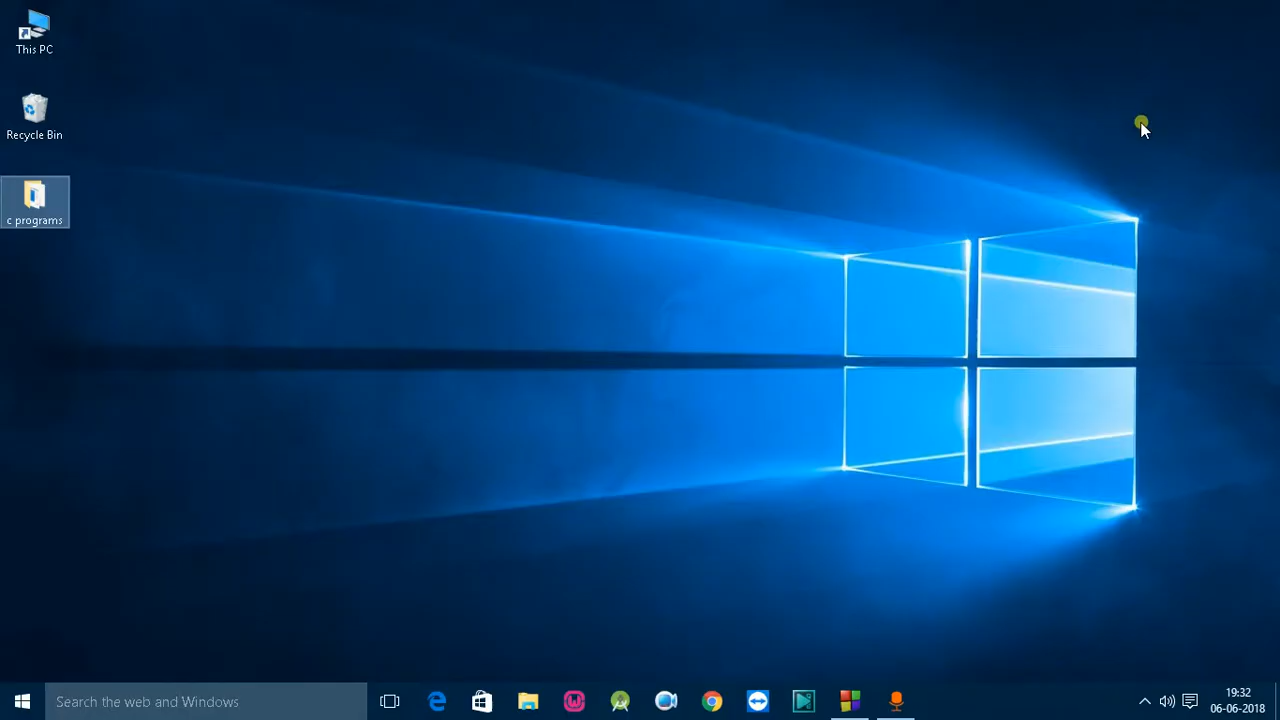 This PC
Recycle Bin
c programs
Search the web and Windows
19:32
06-06-2018